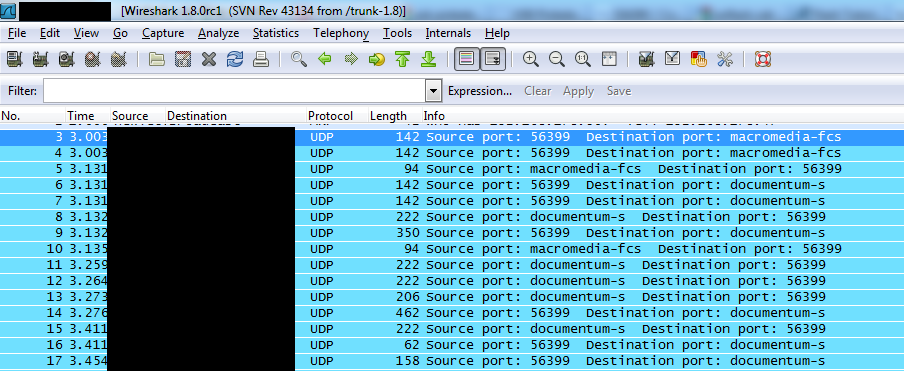 [Wireshark 1.8.0rc1 (SVN Rev 43134 from /trunk-1.8)]
File Edit View Go Capture Analyze Statistics Telephony Tools Internals Help
Filter: Expression... Clear Apply Save
No. Time Source Destination Protocol Length Info
3 3.003 UDP 142 Source port: 56399 Destination port: macromedia-fcs
4 3.003 UDP 142 Source port: 56399 Destination port: macromedia-fcs
5 3.131 UDP 94 Source port: macromedia-fcs Destination port: 56399
6 3.131 UDP 142 Source port: 56399 Destination port: documentum-s
7 3.131 UDP 142 Source port: 56399 Destination port: documentum-s
8 3.132 UDP 222 Source port: documentum-s Destination port: 56399
9 3.132 UDP 350 Source port: 56399 Destination port: documentum-s
10 3.135 UDP 94 Source port: macromedia-fcs Destination port: 56399
11 3.259 UDP 222 Source port: documentum-s Destination port: 56399
12 3.264 UDP 222 Source port: 56399 Destination port: documentum-s
13 3.273 UDP 206 Source port: 56399 Destination port: documentum-s
14 3.276 UDP 462 Source port: 56399 Destination port: documentum-s
15 3.411 UDP 222 Source port: documentum-s Destination port: 56399
16 3.411 UDP 62 Source port: 56399 Destination port: documentum-s
17 3.454 UDP 158 Source port: 56399 Destination port: documentum-s